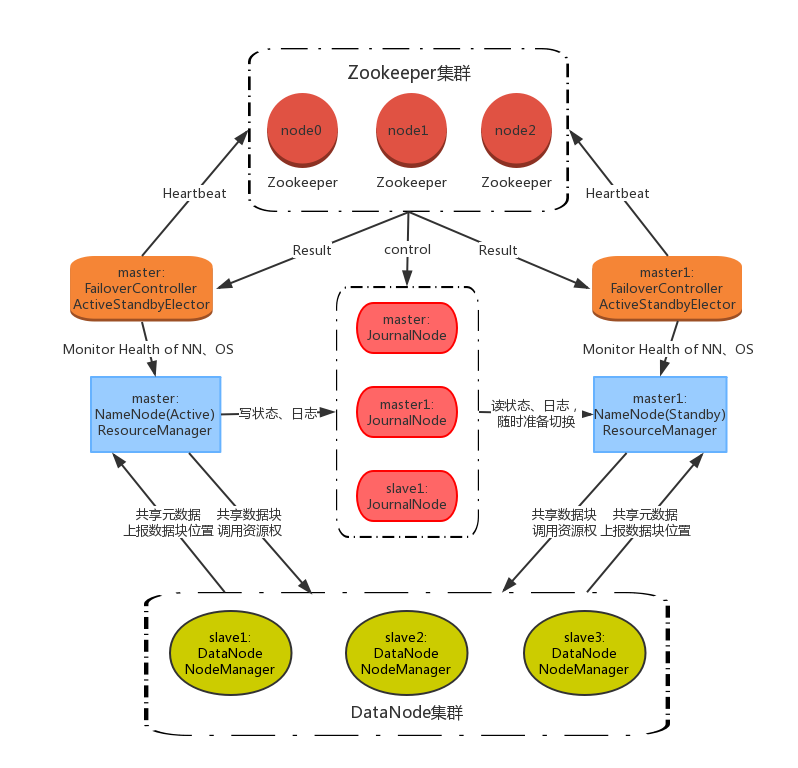 Zookeeper集群
node0
node1
node2
Zookeeper
Zookeeper
Zookeeper
Heartbeat
Heartbeat
Result
control
Result
master:
FailoverController
ActiveStandbyElector
master1:
FailoverController
ActiveStandbyElector
master:
JournalNode
Monitor Health of NN、OS
Monitor Health of NN、OS
master:
NameNode(Active)
ResourceManager
写状态、日志
master1:
JournalNode
读状态、日志，
随时准备切换
master1:
NameNode(Standby)
ResourceManager
slave1:
JournalNode
共享元数据
上报数据块位置
共享数据块
调用资源权
共享数据块
调用资源权
共享元数据
上报数据块位置
slave1:
DataNode
NodeManager
slave2:
DataNode
NodeManager
slave3:
DataNode
NodeManager
DataNode集群